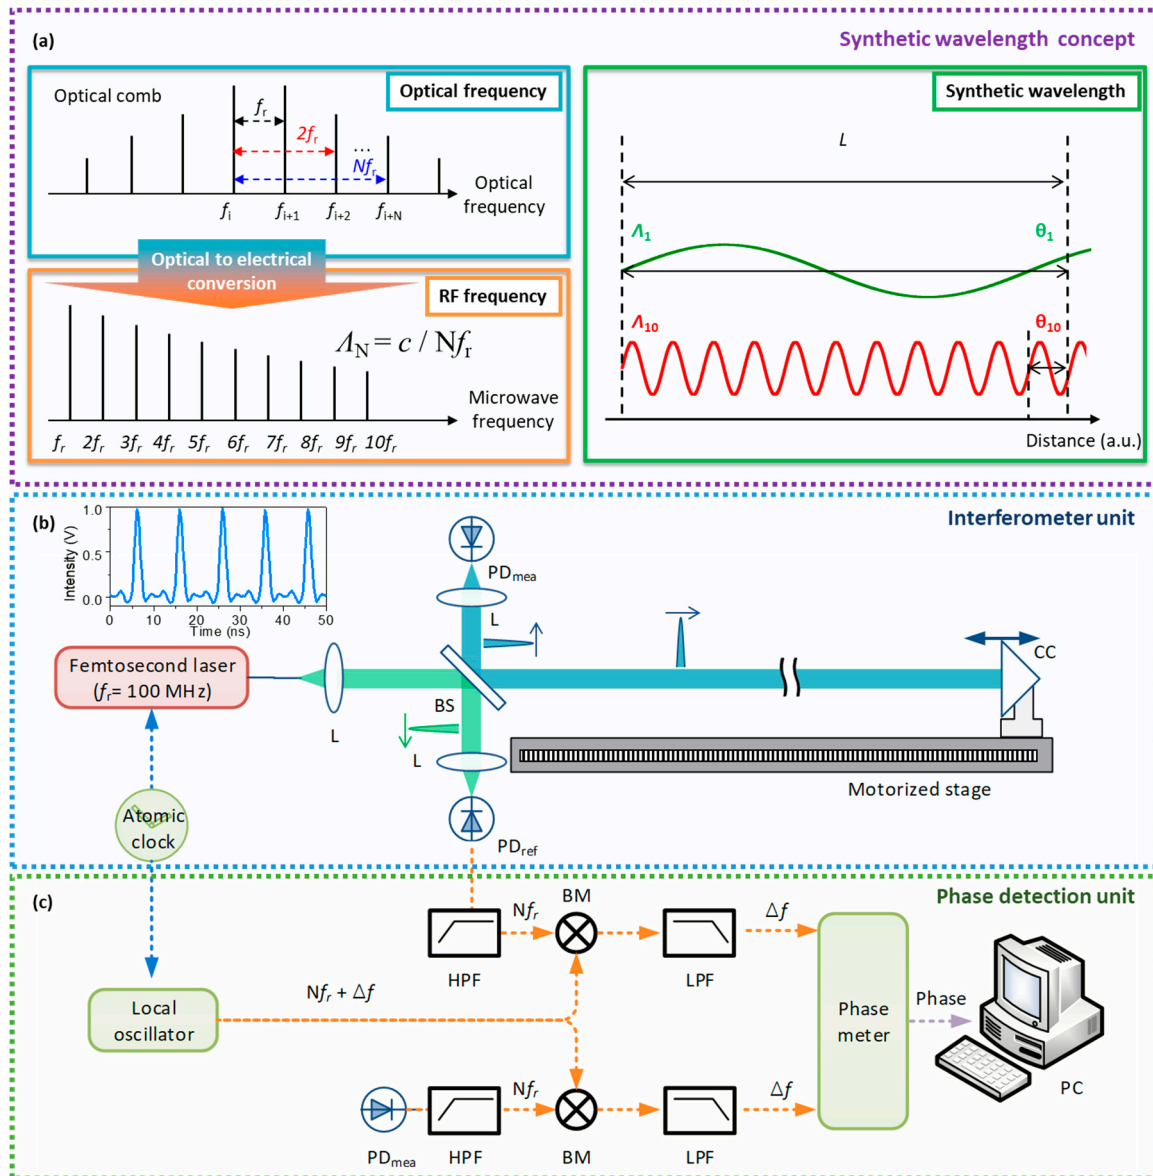 (a)
Synthetic wavelength concept
Optical comb
Optical frequency
fr
2fr
...
Nfr
Optical
frequency
fi
fi+1
fi+2
fi+N
Optical to electrical
conversion
RF frequency
ΛN = c / Nfr
Microwave
frequency
fr 2fr 3fr 4fr 5fr 6fr 7fr 8fr 9fr 10fr
Synthetic wavelength
L
Λ1
θ1
Λ10
θ10
Distance (a.u.)
(b)
Interferometer unit
Intensity (V)
1.0
0.5
0.0
0 10 20 30 40 50
Time (ns)
PDmea
L
CC
Femtosecond laser
(fr= 100 MHz)
L
BS
L
Motorized stage
Atomic
clock
PDref
(c)
Phase detection unit
Nfr
BM
Δf
HPF
LPF
Local
oscillator
Nfr + Δf
Phase
meter
Phase
PC
Nfr
Δf
PDmea
HPF
BM
LPF